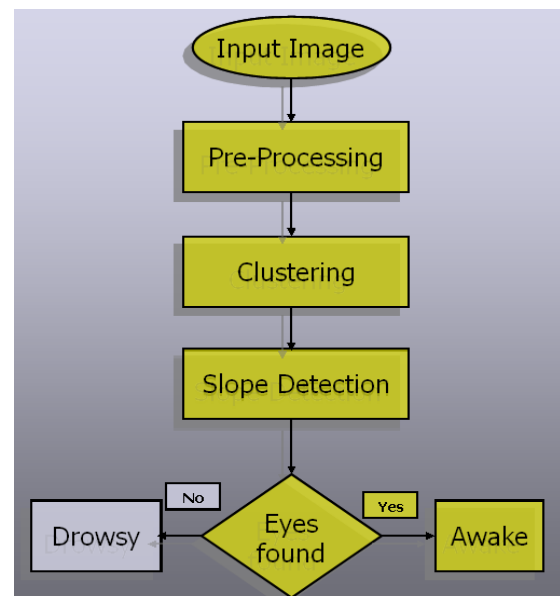 Input Image
Pre-Processing
Clustering
Slope Detection
No
Yes
Drowsy
Eyes
found
Awake